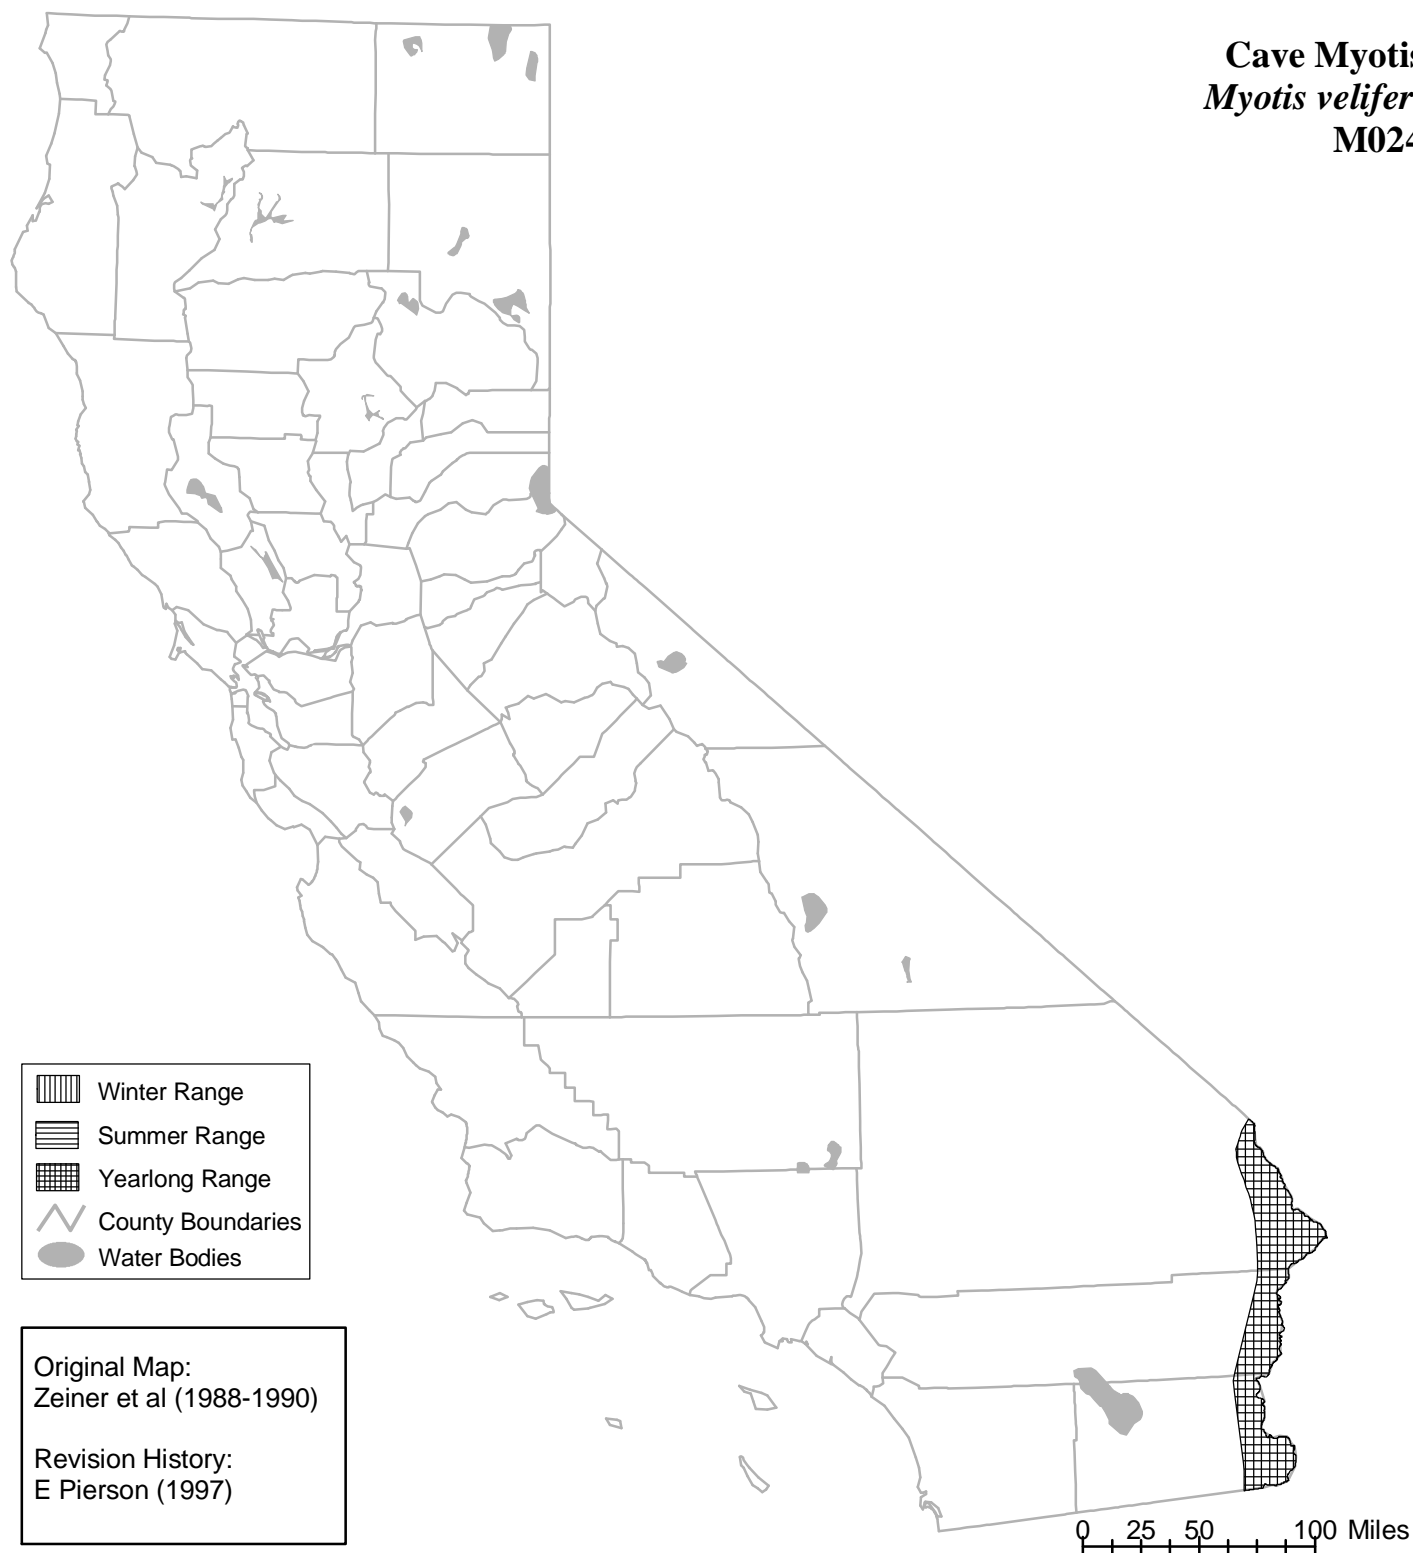 Cave Myotis
Myotis velifer
M024
Winter Range
Summer Range
Yearlong Range
County Boundaries
Water Bodies
Original Map:
Zeiner et al (1988-1990)
Revision History:
E Pierson (1997)
0 25 50 100 Miles